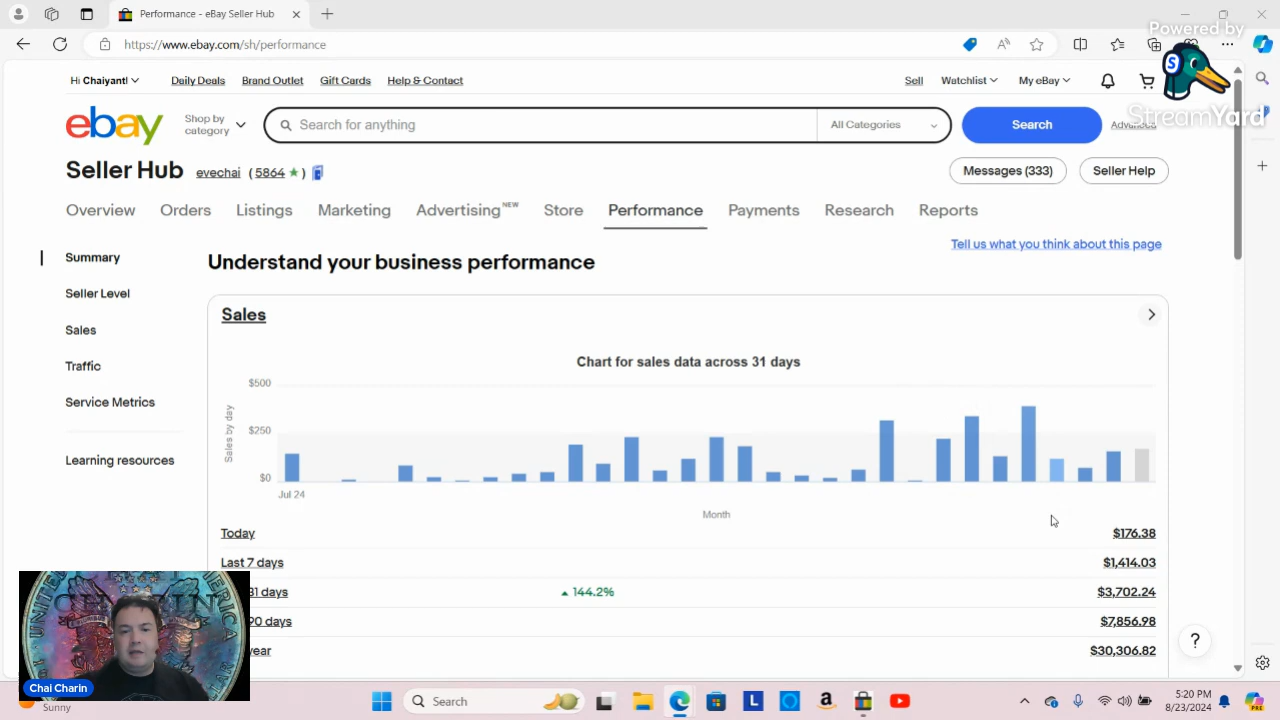 Performance - eBay Seller Hub
https://www.ebay.com/sh/performance
Powered by
StreamYard
Hi Chaiyant!
Daily Deals
Brand Outlet
Gift Cards
Help & Contact
Sell
Watchlist
My eBay
ebay
Shop by category
Search for anything
All Categories
Search
Advanced
Seller Hub
evechai (5864)
Messages (333)
Seller Help
Overview
Orders
Listings
Marketing
Advertising NEW
Store
Performance
Payments
Research
Reports
Tell us what you think about this page
Summary
Seller Level
Sales
Traffic
Service Metrics
Learning resources
Understand your business performance
Sales
Chart for sales data across 31 days
$500
$250
$0
Sales by day
Jul 24
Month
Today $176.38
Last 7 days $1,414.03
31 days 144.2% $3,702.24
90 days $7,856.98
year $30,306.82
?
Chai Charin
Sunny
Search
5:20 PM
8/23/2024